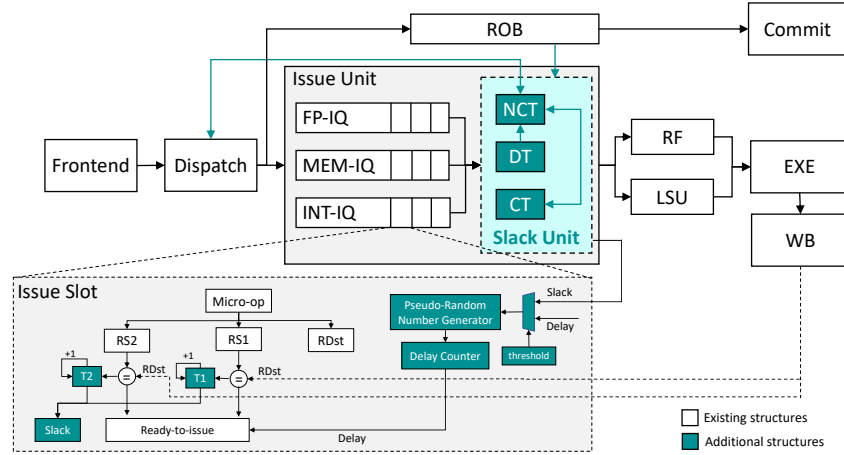 ROB
Commit
Issue Unit
FP-IQ
MEM-IQ
INT-IQ
NCT
DT
CT
Slack Unit
Frontend
Dispatch
RF
LSU
EXE
WB
Issue Slot
Micro-op
RS2
RS1
RDst
+1
T2
=
RDst
+1
T1
=
RDst
Slack
Ready-to-issue
Pseudo-Random
Number Generator
Delay Counter
Slack
Delay
threshold
Delay
Existing structures
Additional structures